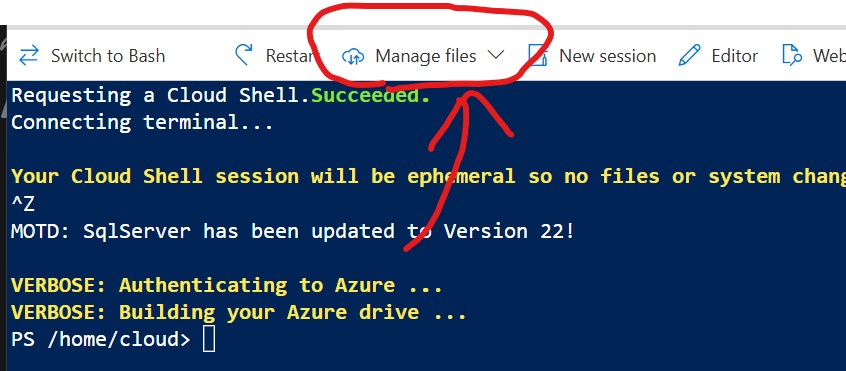 Switch to Bash Restart Manage files New session Editor Web
Requesting a Cloud Shell.Succeeded.
Connecting terminal...
Your Cloud Shell session will be ephemeral so no files or system chang
^Z
MOTD: SqlServer has been updated to Version 22!
VERBOSE: Authenticating to Azure ...
VERBOSE: Building your Azure drive ...
PS /home/cloud>